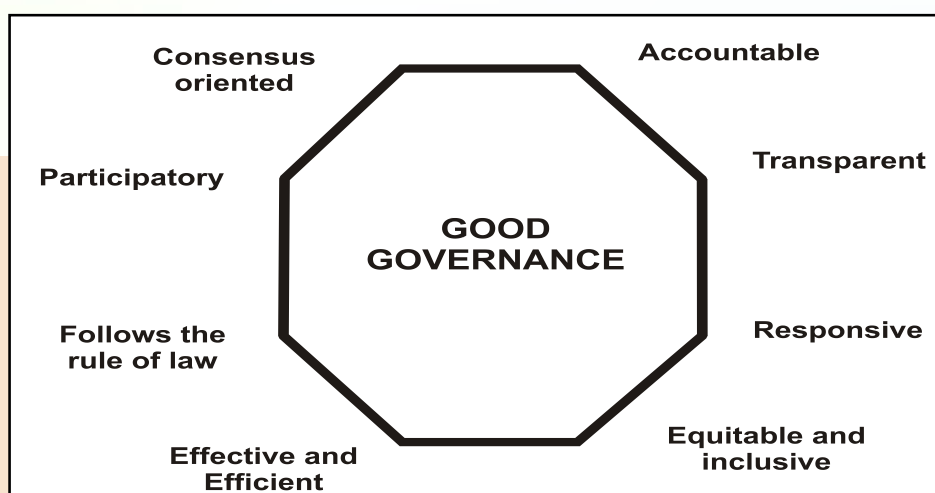 Consensus
oriented
Accountable
Participatory
Transparent
GOOD
GOVERNANCE
Follows the
rule of law
Responsive
Effective and
Efficient
Equitable and
inclusive